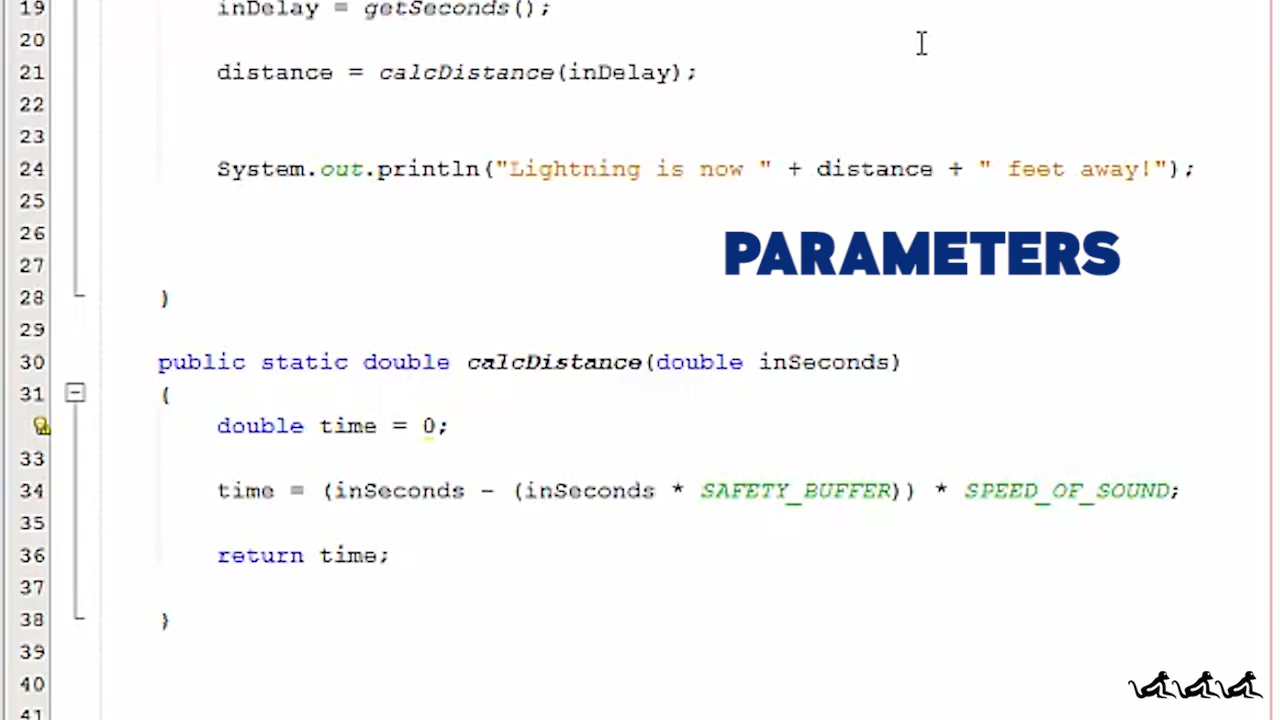 19 inDelay = getSeconds();
20
21 distance = calcDistance(inDelay);
22
23
24 System.out.println("Lightning is now " + distance + " feet away!");
25
26
PARAMETERS
27
28 }
29
30 public static double calcDistance(double inSeconds)
31 {
double time = 0;
33
34 time = (inSeconds - (inSeconds * SAFETY_BUFFER)) * SPEED_OF_SOUND;
35
36 return time;
37
38 }
39
40
41